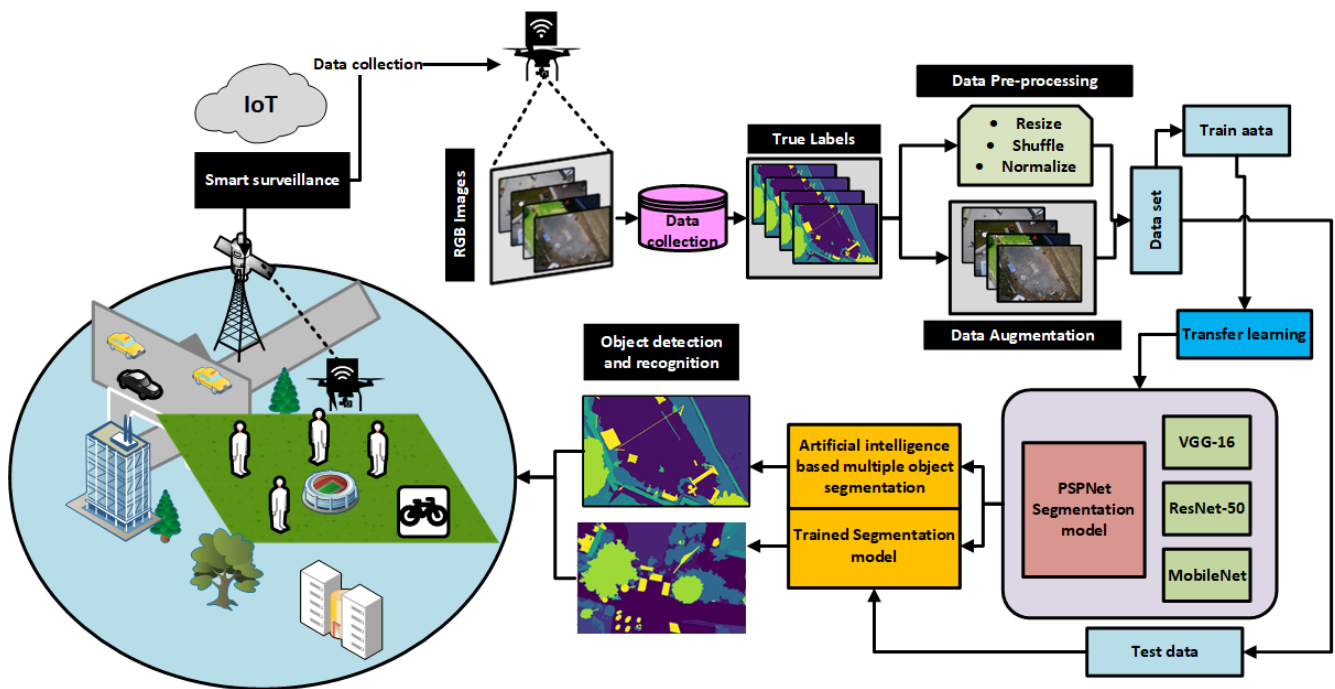 Data collection
IoT
Smart surveillance
RGB Images
Data
collection
True Labels
Data Pre-processing
• Resize
• Shuffle
• Normalize
Data Augmentation
Data set
Train aata
Transfer learning
VGG-16
ResNet-50
MobileNet
PSPNet
Segmentation
model
Test data
Artificial intelligence
based multiple object
segmentation
Trained Segmentation
model
Object detection
and recognition